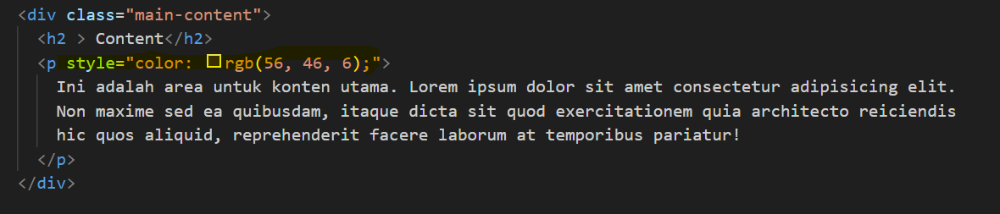 <div class="main-content">
<h2 > Content</h2>
<p style="color: rgb(56, 46, 6);">
Ini adalah area untuk konten utama. Lorem ipsum dolor sit amet consectetur adipisicing elit.
Non maxime sed ea quibusdam, itaque dicta sit quod exercitationem quia architecto reiciendis
hic quos aliquid, reprehenderit facere laborum at temporibus pariatur!
</p>
</div>